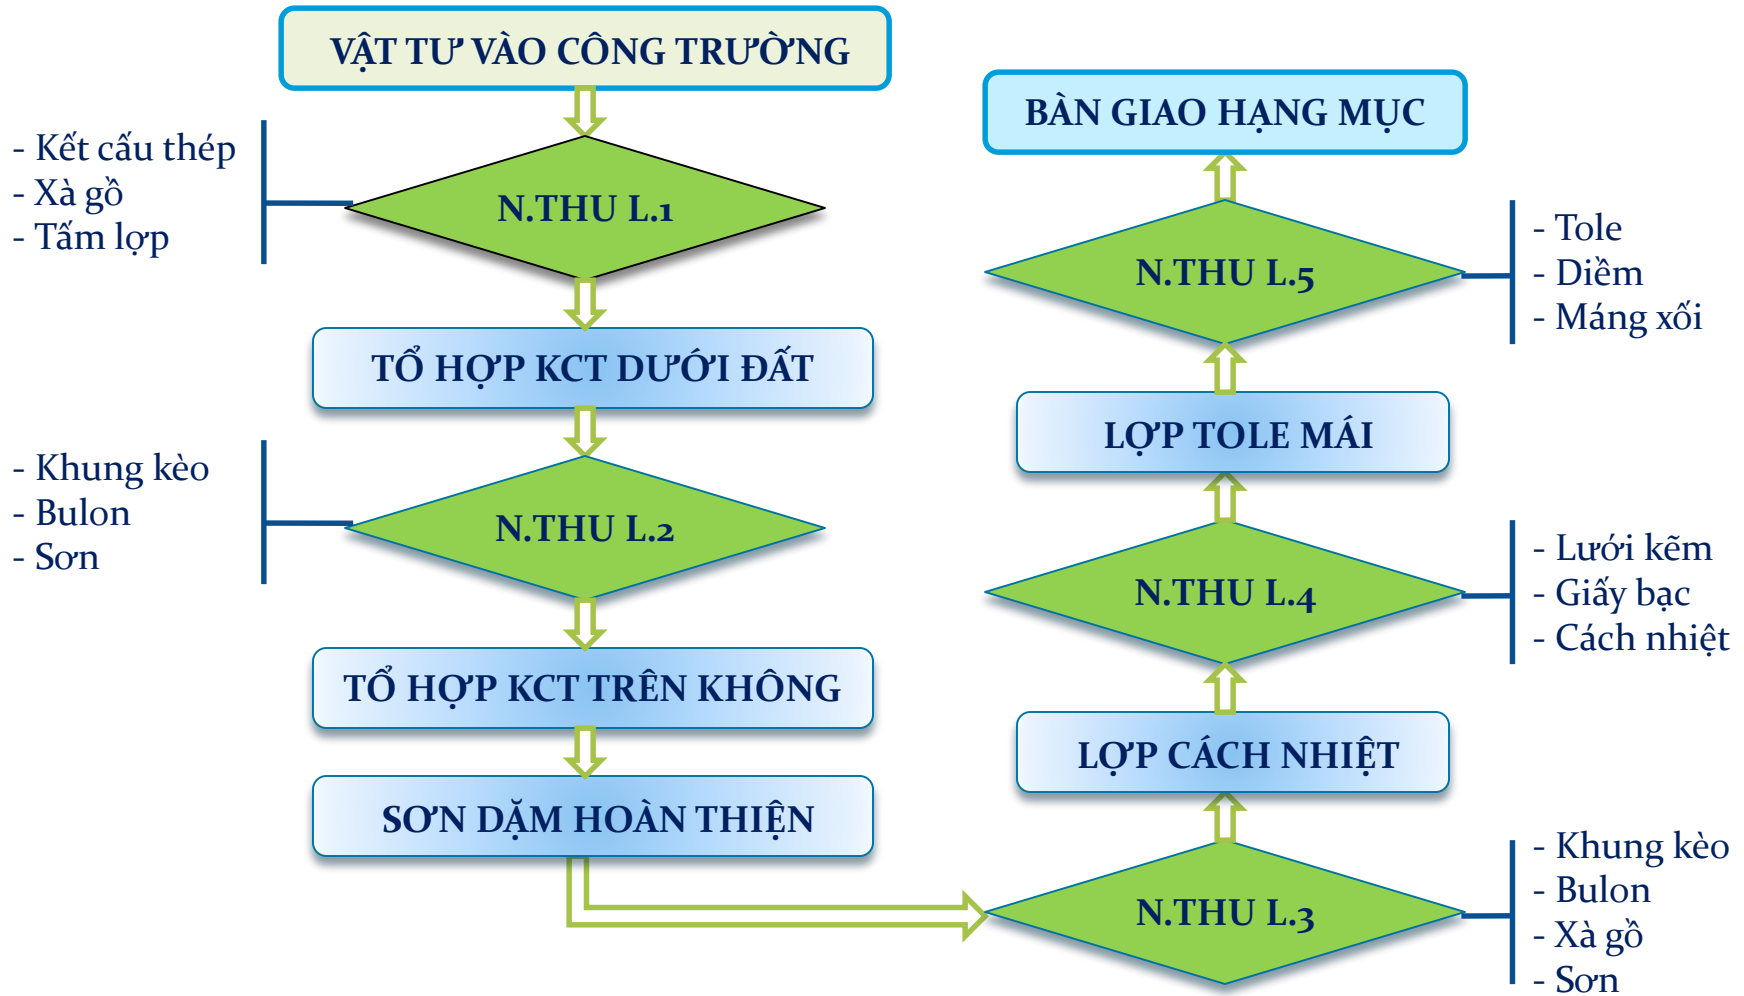 VẬT TƯ VÀO CÔNG TRƯỜNG
- Kết cấu thép
- Xà gồ
- Tấm lợp
N.THU L.1
TỔ HỢP KCT DƯỚI ĐẤT
- Khung kèo
- Bulon
- Sơn
N.THU L.2
TỔ HỢP KCT TRÊN KHÔNG
SƠN DẶM HOÀN THIỆN
N.THU L.3
- Khung kèo
- Bulon
- Xà gồ
- Sơn
LỢP CÁCH NHIỆT
N.THU L.4
- Lưới kẽm
- Giấy bạc
- Cách nhiệt
LỢP TOLE MÁI
N.THU L.5
- Tole
- Diềm
- Máng xối
BÀN GIAO HẠNG MỤC